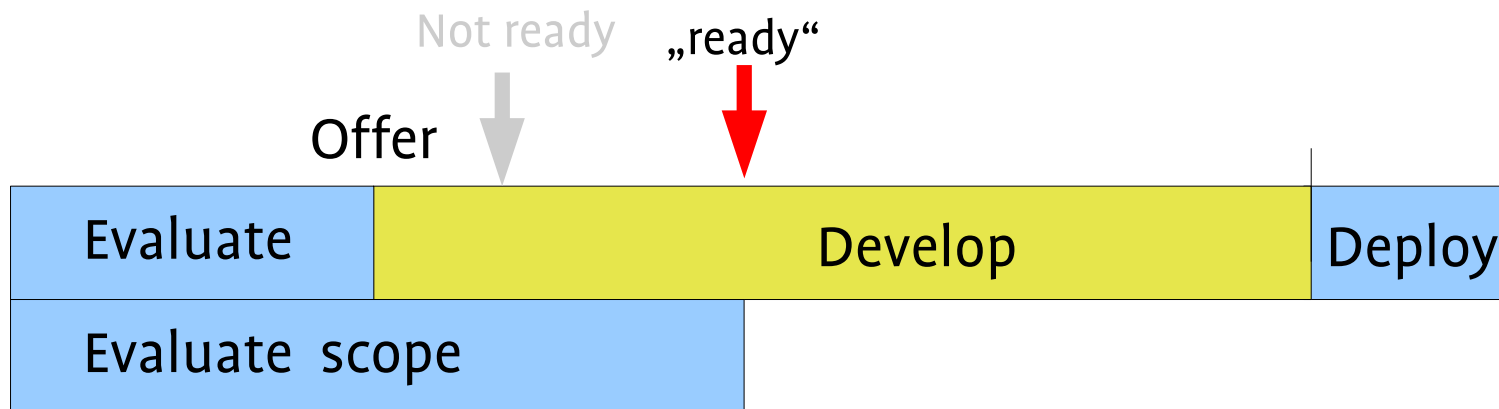 Not ready
„ready“
Offer
Evaluate
Develop
Deploy
Evaluate scope